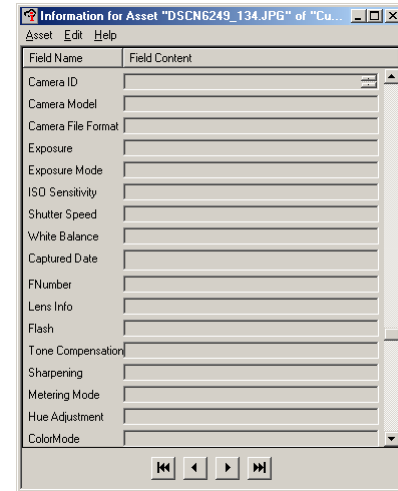 Information for Asset "DSCN6249_134.JPG" of "Cu...
Asset Edit Help
Field Name Field Content
Camera ID
Camera Model
Camera File Format
Exposure
Exposure Mode
ISO Sensitivity
Shutter Speed
White Balance
Captured Date
FNumber
Lens Info
Flash
Tone Compensation
Sharpening
Metering Mode
Hue Adjustment
ColorMode